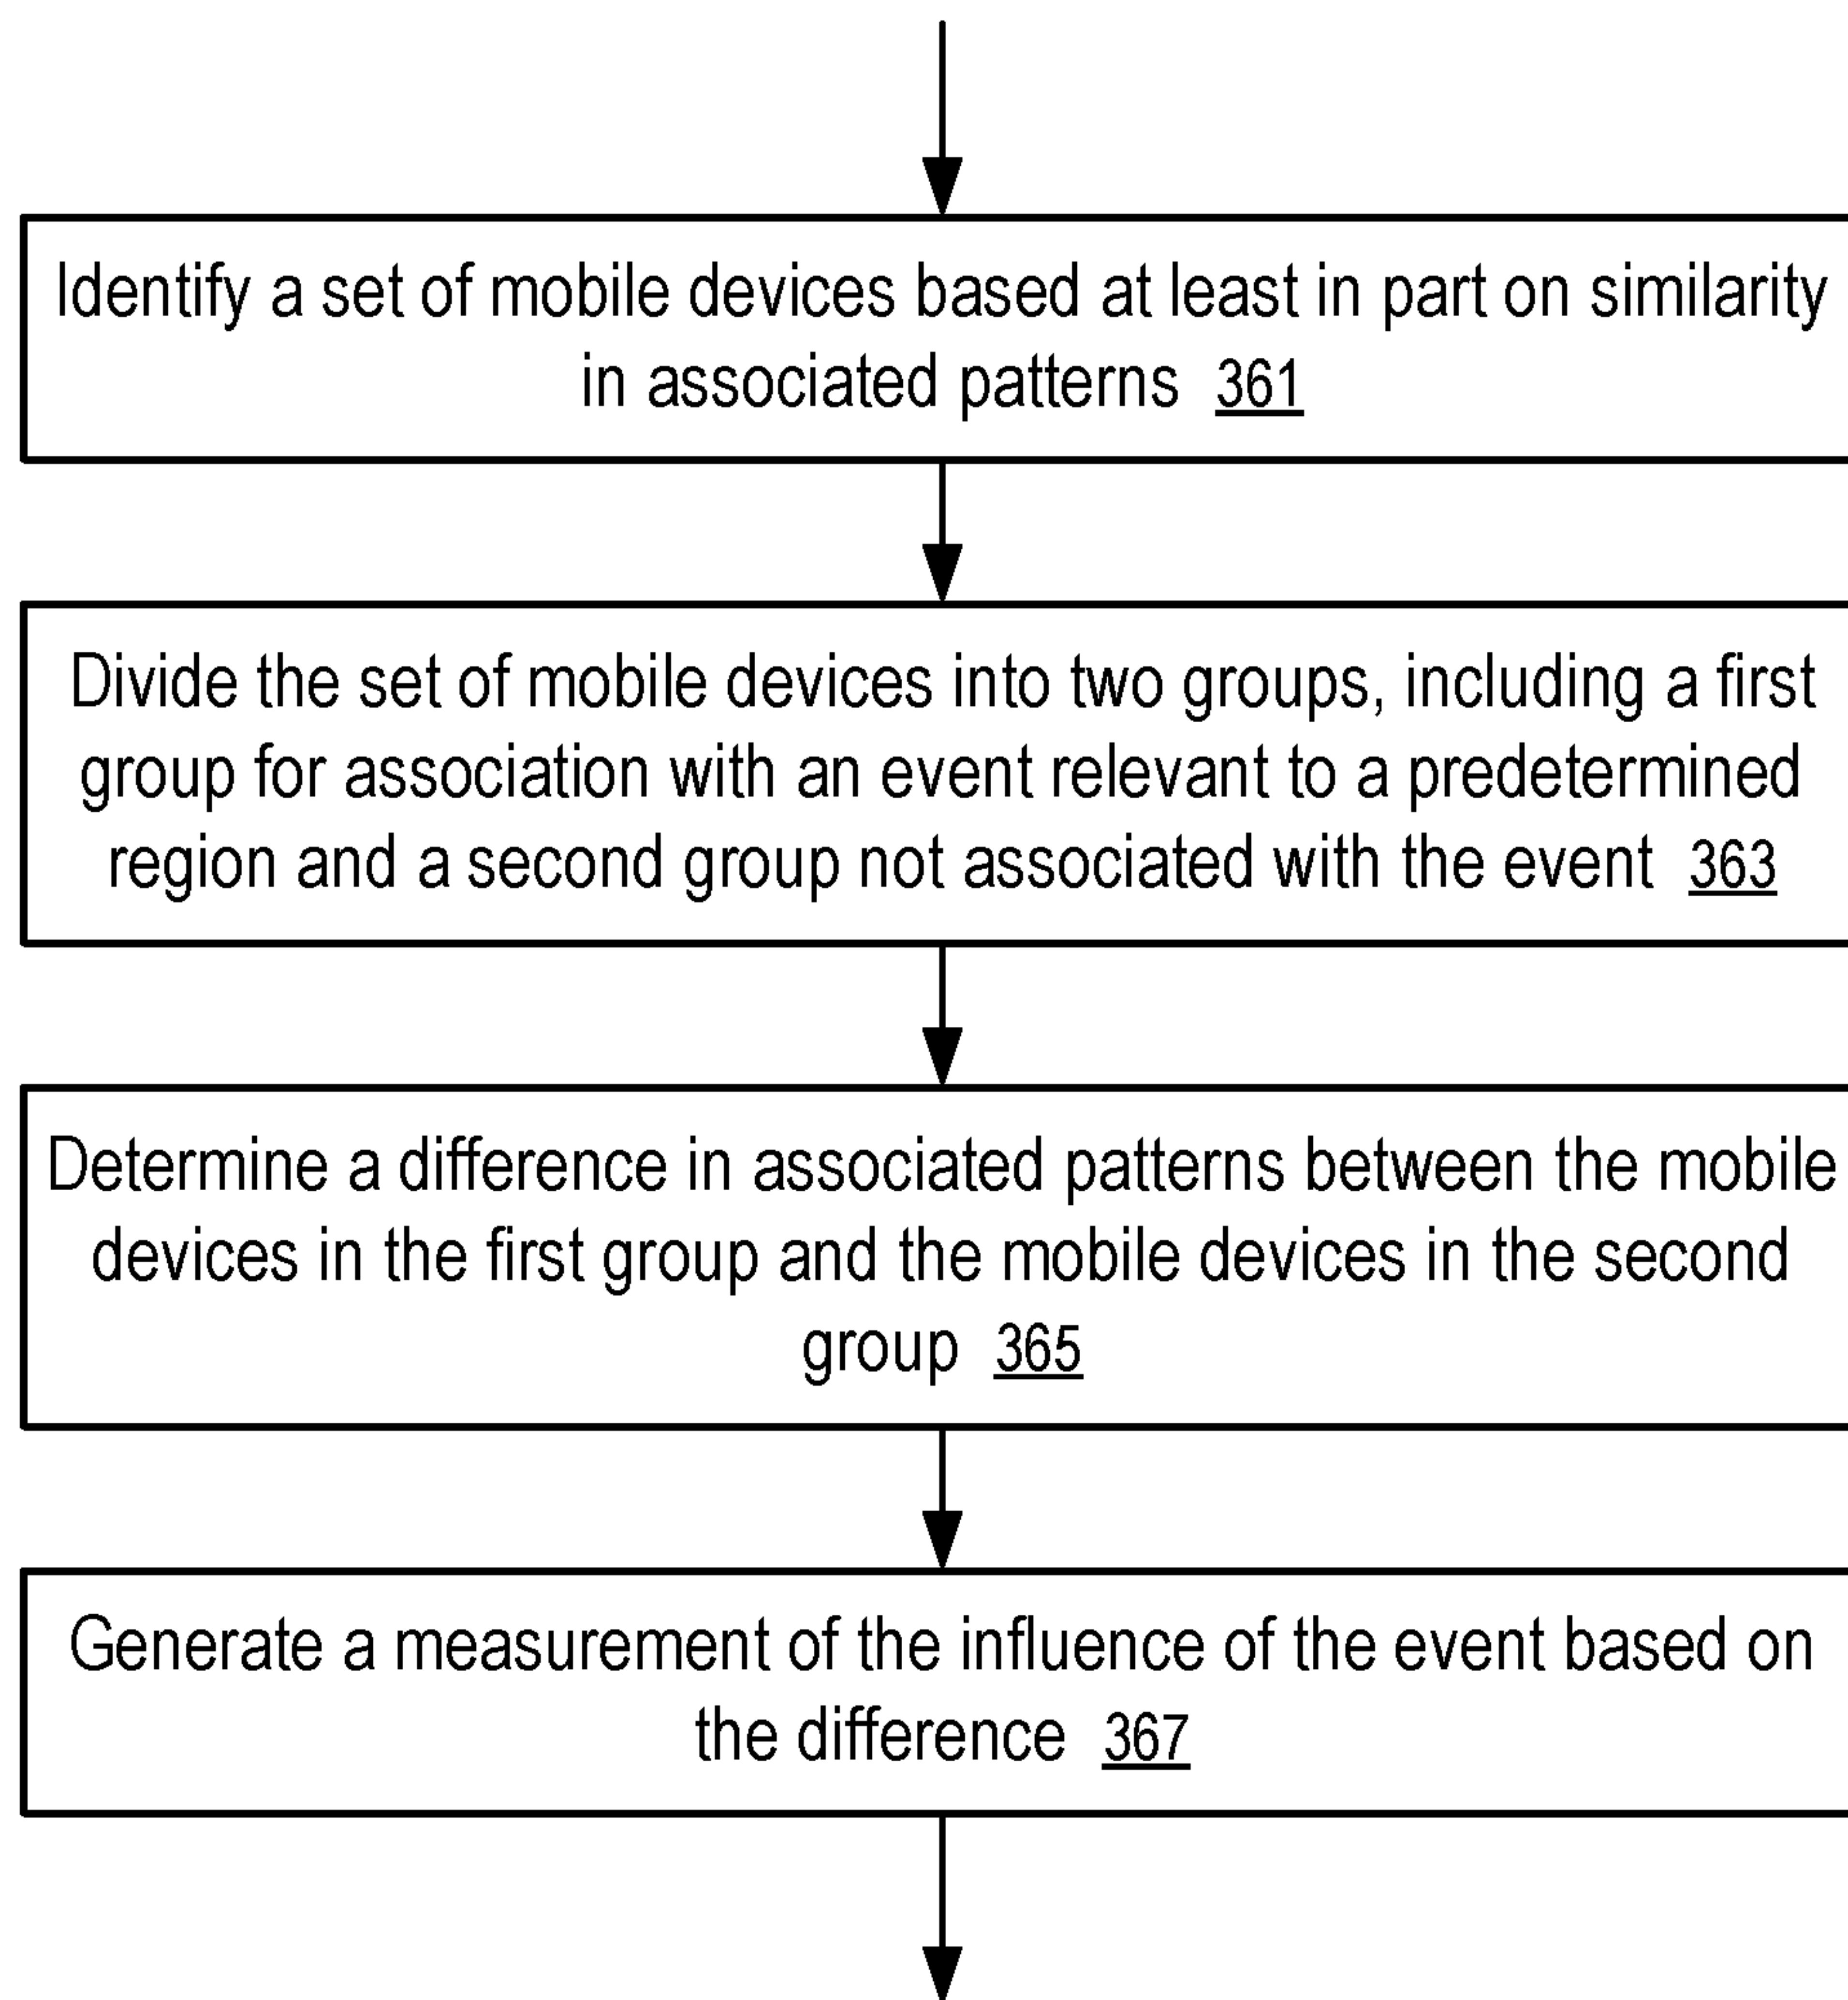 Identify a set of mobile devices based at least in part on similarity
in associated patterns 361
Divide the set of mobile devices into two groups, including a first
group for association with an event relevant to a predetermined
region and a second group not associated with the event 363
Determine a difference in associated patterns between the mobile
devices in the first group and the mobile devices in the second
group 365
Generate a measurement of the influence of the event based on
the difference 367